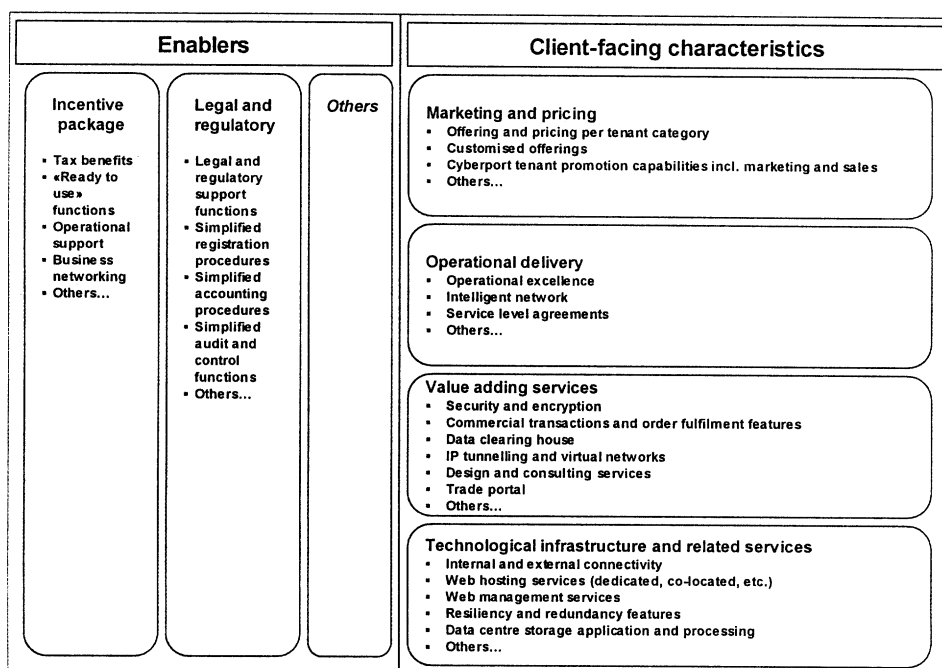 Enablers
Incentive
package
▪ Tax benefits
▪ «Ready to
use»
functions
▪ Operational
support
▪ Business
networking
▪ Others...
Legal and
regulatory
▪ Legal and
regulatory
support
functions
▪ Simplified
registration
procedures
▪ Simplified
accounting
procedures
▪ Simplified
audit and
control
functions
▪ Others...
Others
Client-facing characteristics
Marketing and pricing
▪ Offering and pricing per tenant category
▪ Customised offerings
▪ Cyberport tenant promotion capabilities incl. marketing and sales
▪ Others...
Operational delivery
▪ Operational excellence
▪ Intelligent network
▪ Service level agreements
▪ Others...
Value adding services
▪ Security and encryption
▪ Commercial transactions and order fulfilment features
▪ Data clearing house
▪ IP tunnelling and virtual networks
▪ Design and consulting services
▪ Trade portal
▪ Others...
Technological infrastructure and related services
▪ Internal and external connectivity
▪ Web hosting services (dedicated, co-located, etc.)
▪ Web management services
▪ Resiliency and redundancy features
▪ Data centre storage application and processing
▪ Others...